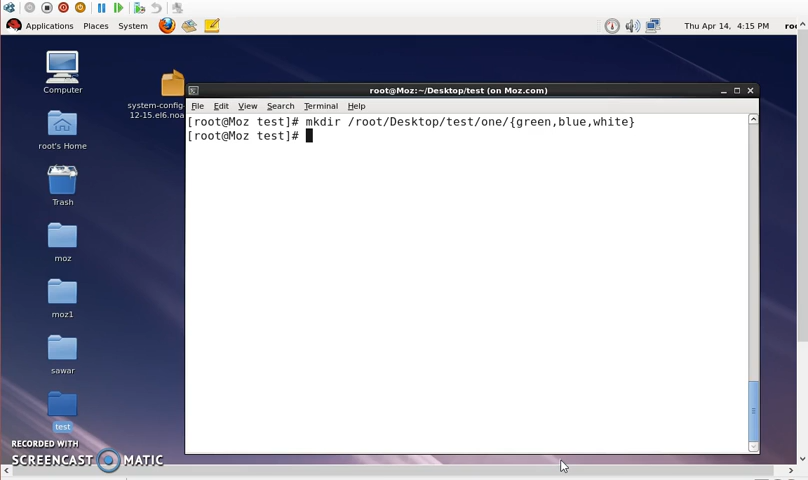 Applications Places System
Thu Apr 14, 4:15 PM
Computer
root's Home
Trash
moz
moz1
sawar
test
system-config-
12-15.el6.noa
root@Moz:~/Desktop/test (on Moz.com)
File Edit View Search Terminal Help
[root@Moz test]# mkdir /root/Desktop/test/one/{green,blue,white}
[root@Moz test]#
RECORDED WITH
SCREENCAST MATIC